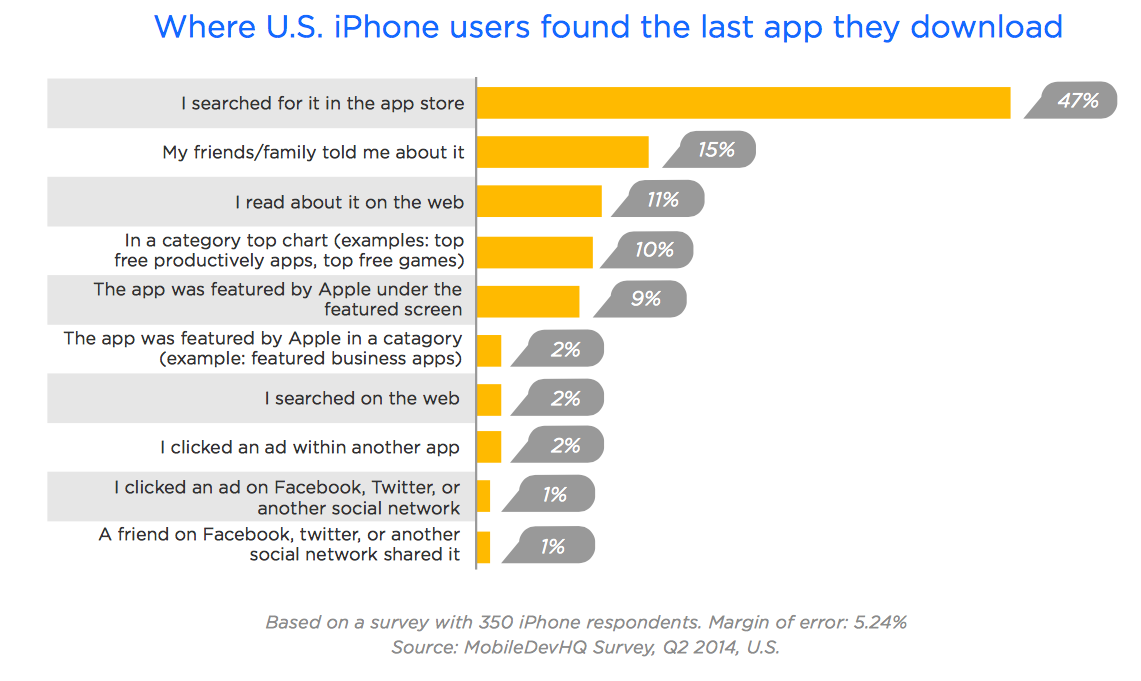 Where U.S. iPhone users found the last app they download
I searched for it in the app store
47%
My friends/family told me about it
15%
I read about it on the web
11%
In a category top chart (examples: top
free productively apps, top free games)
10%
The app was featured by Apple under the
featured screen
9%
The app was featured by Apple in a catagory
(example: featured business apps)
2%
I searched on the web
2%
I clicked an ad within another app
2%
I clicked an ad on Facebook, Twitter, or
another social network
1%
A friend on Facebook, twitter, or another
social network shared it
1%
Based on a survey with 350 iPhone respondents. Margin of error: 5.24%
Source: MobileDevHQ Survey, Q2 2014, U.S.